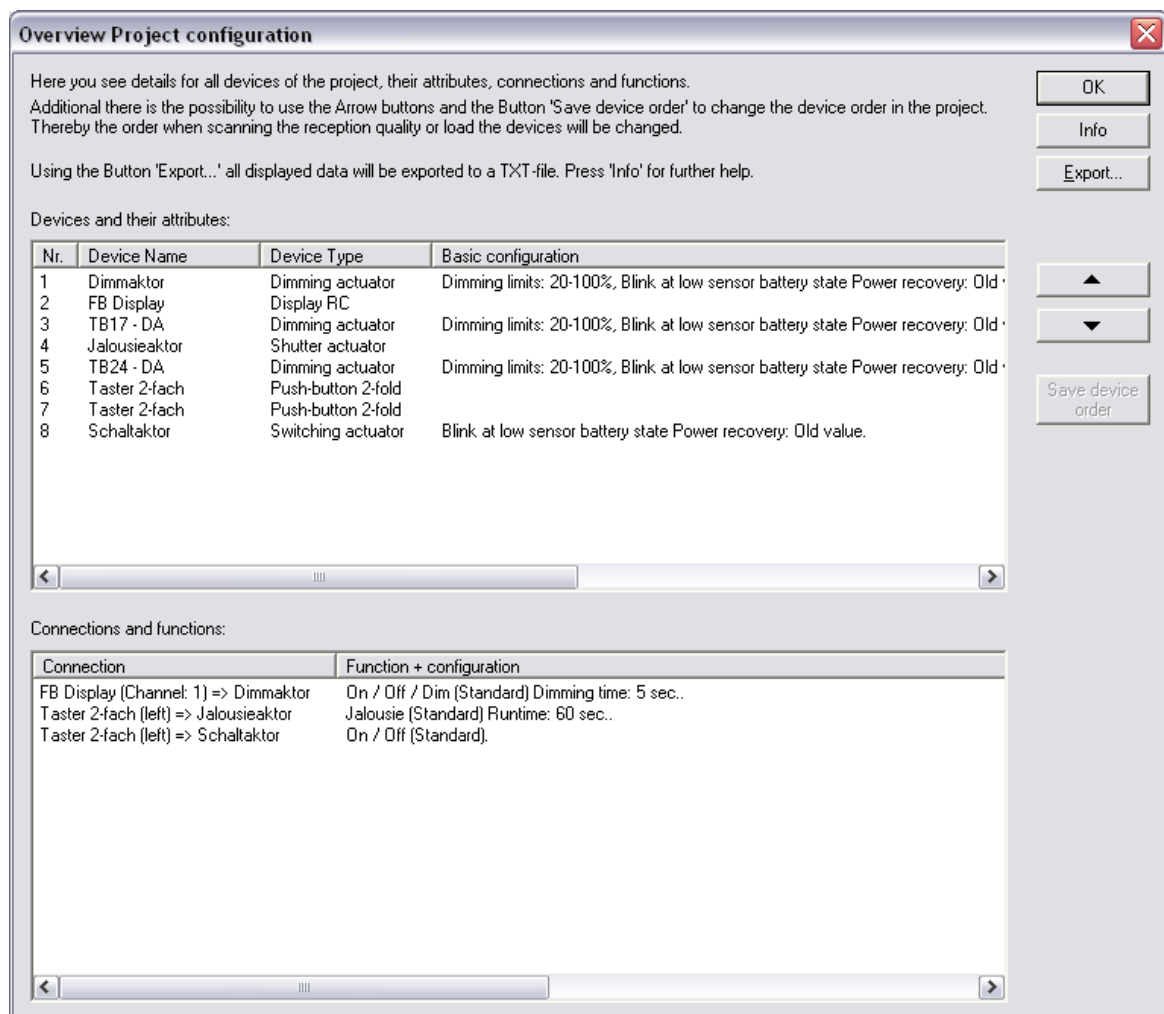 Overview Project configuration
Here you see details for all devices of the project, their attributes, connections and functions.
Additional there is the possibility to use the Arrow buttons and the Button 'Save device order' to change the device order in the project.
Thereby the order when scanning the reception quality or load the devices will be changed.
Using the Button 'Export...' all displayed data will be exported to a TXT-file. Press 'Info' for further help.
OK
Info
Export...
Devices and their attributes:
Nr. Device Name Device Type Basic configuration
1 Dimmaktor Dimming actuator Dimming limits: 20-100%, Blink at low sensor battery state Power recovery: Old
2 FB Display Display RC
3 TB17 - DA Dimming actuator Dimming limits: 20-100%, Blink at low sensor battery state Power recovery: Old
4 Jalousieaktor Shutter actuator
5 TB24 - DA Dimming actuator Dimming limits: 20-100%, Blink at low sensor battery state Power recovery: Old
6 Taster 2-fach Push-button 2-fold
7 Taster 2-fach Push-button 2-fold
8 Schaltaktor Switching actuator Blink at low sensor battery state Power recovery: Old value.
Save device
order
Connections and functions:
Connection Function + configuration
FB Display (Channel: 1) => Dimmaktor On / Off / Dim (Standard) Dimming time: 5 sec..
Taster 2-fach (left) => Jalousieaktor Jalousie (Standard) Runtime: 60 sec..
Taster 2-fach (left) => Schaltaktor On / Off (Standard).